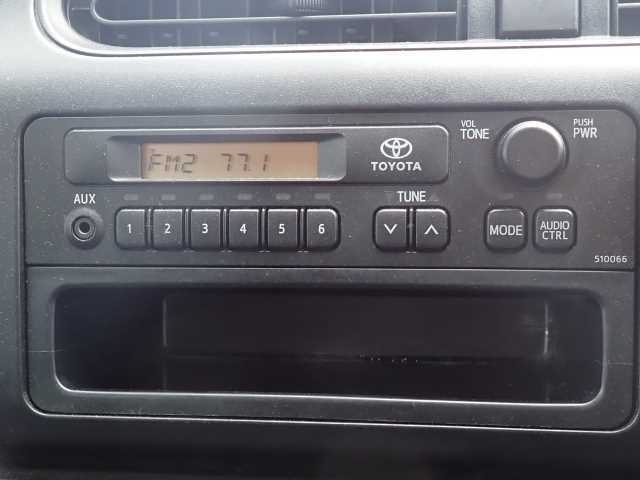 FM2 77.1
TOYOTA
VOL
TONE
PUSH
PWR
AUX
1 2 3 4 5 6
TUNE
MODE
AUDIO
CTRL
510066